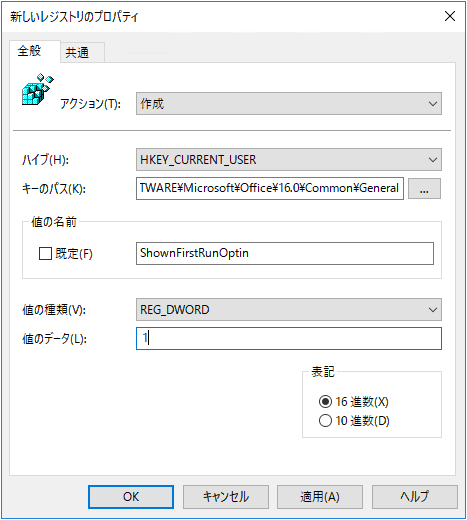 新しいレジストリのプロパティ
全般 共通
アクション(T): 作成
ハイブ(H): HKEY_CURRENT_USER
キーのパス(K): TWARE¥Microsoft¥Office¥16.0¥Common¥General ...
値の名前
既定(F) ShownFirstRunOptin
値の種類(V): REG_DWORD
値のデータ(L): 1
表記
16 進数(X)
10 進数(D)
OK キャンセル 適用(A) ヘルプ